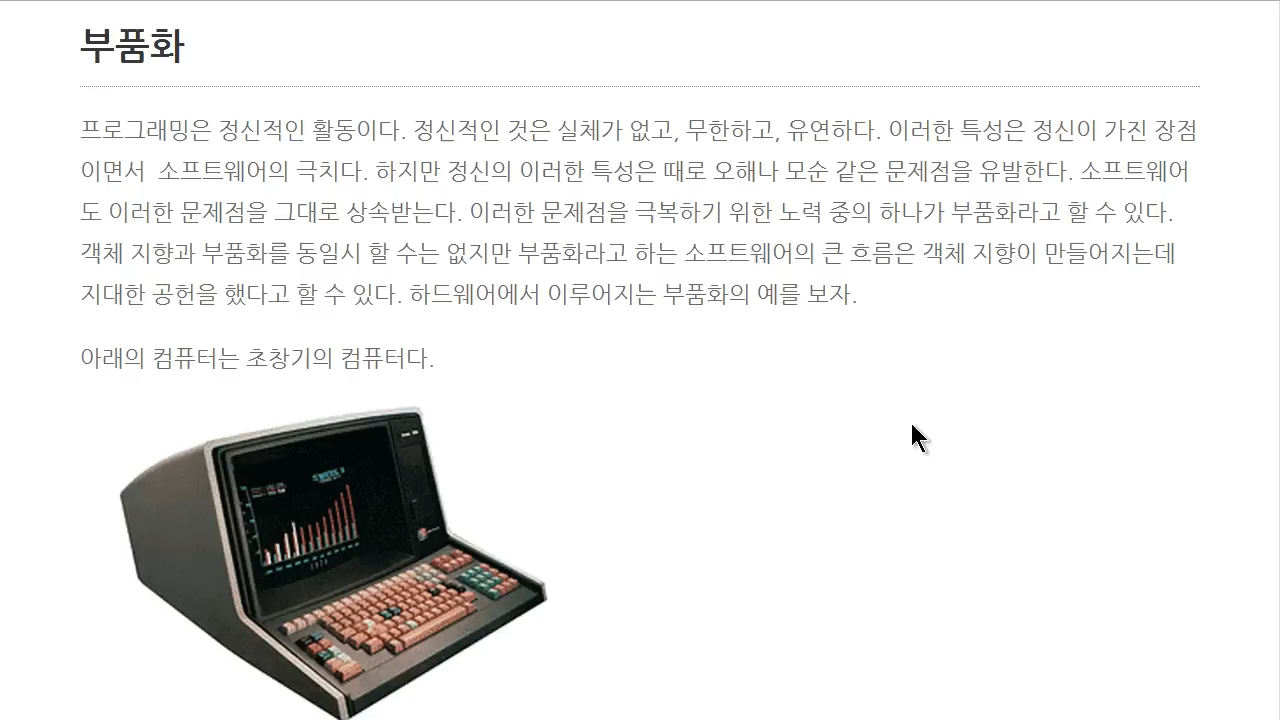 부품화
프로그래밍은 정신적인 활동이다. 정신적인 것은 실체가 없고, 무한하고, 유연하다. 이러한 특성은 정신이 가진 장점
이면서  소프트웨어의 극치다. 하지만 정신의 이러한 특성은 때로 오해나 모순 같은 문제점을 유발한다. 소프트웨어
도 이러한 문제점을 그대로 상속받는다. 이러한 문제점을 극복하기 위한 노력 중의 하나가 부품화라고 할 수 있다.
객체 지향과 부품화를 동일시 할 수는 없지만 부품화라고 하는 소프트웨어의 큰 흐름은 객체 지향이 만들어지는데
지대한 공헌을 했다고 할 수 있다. 하드웨어에서 이루어지는 부품화의 예를 보자.
아래의 컴퓨터는 초창기의 컴퓨터다.